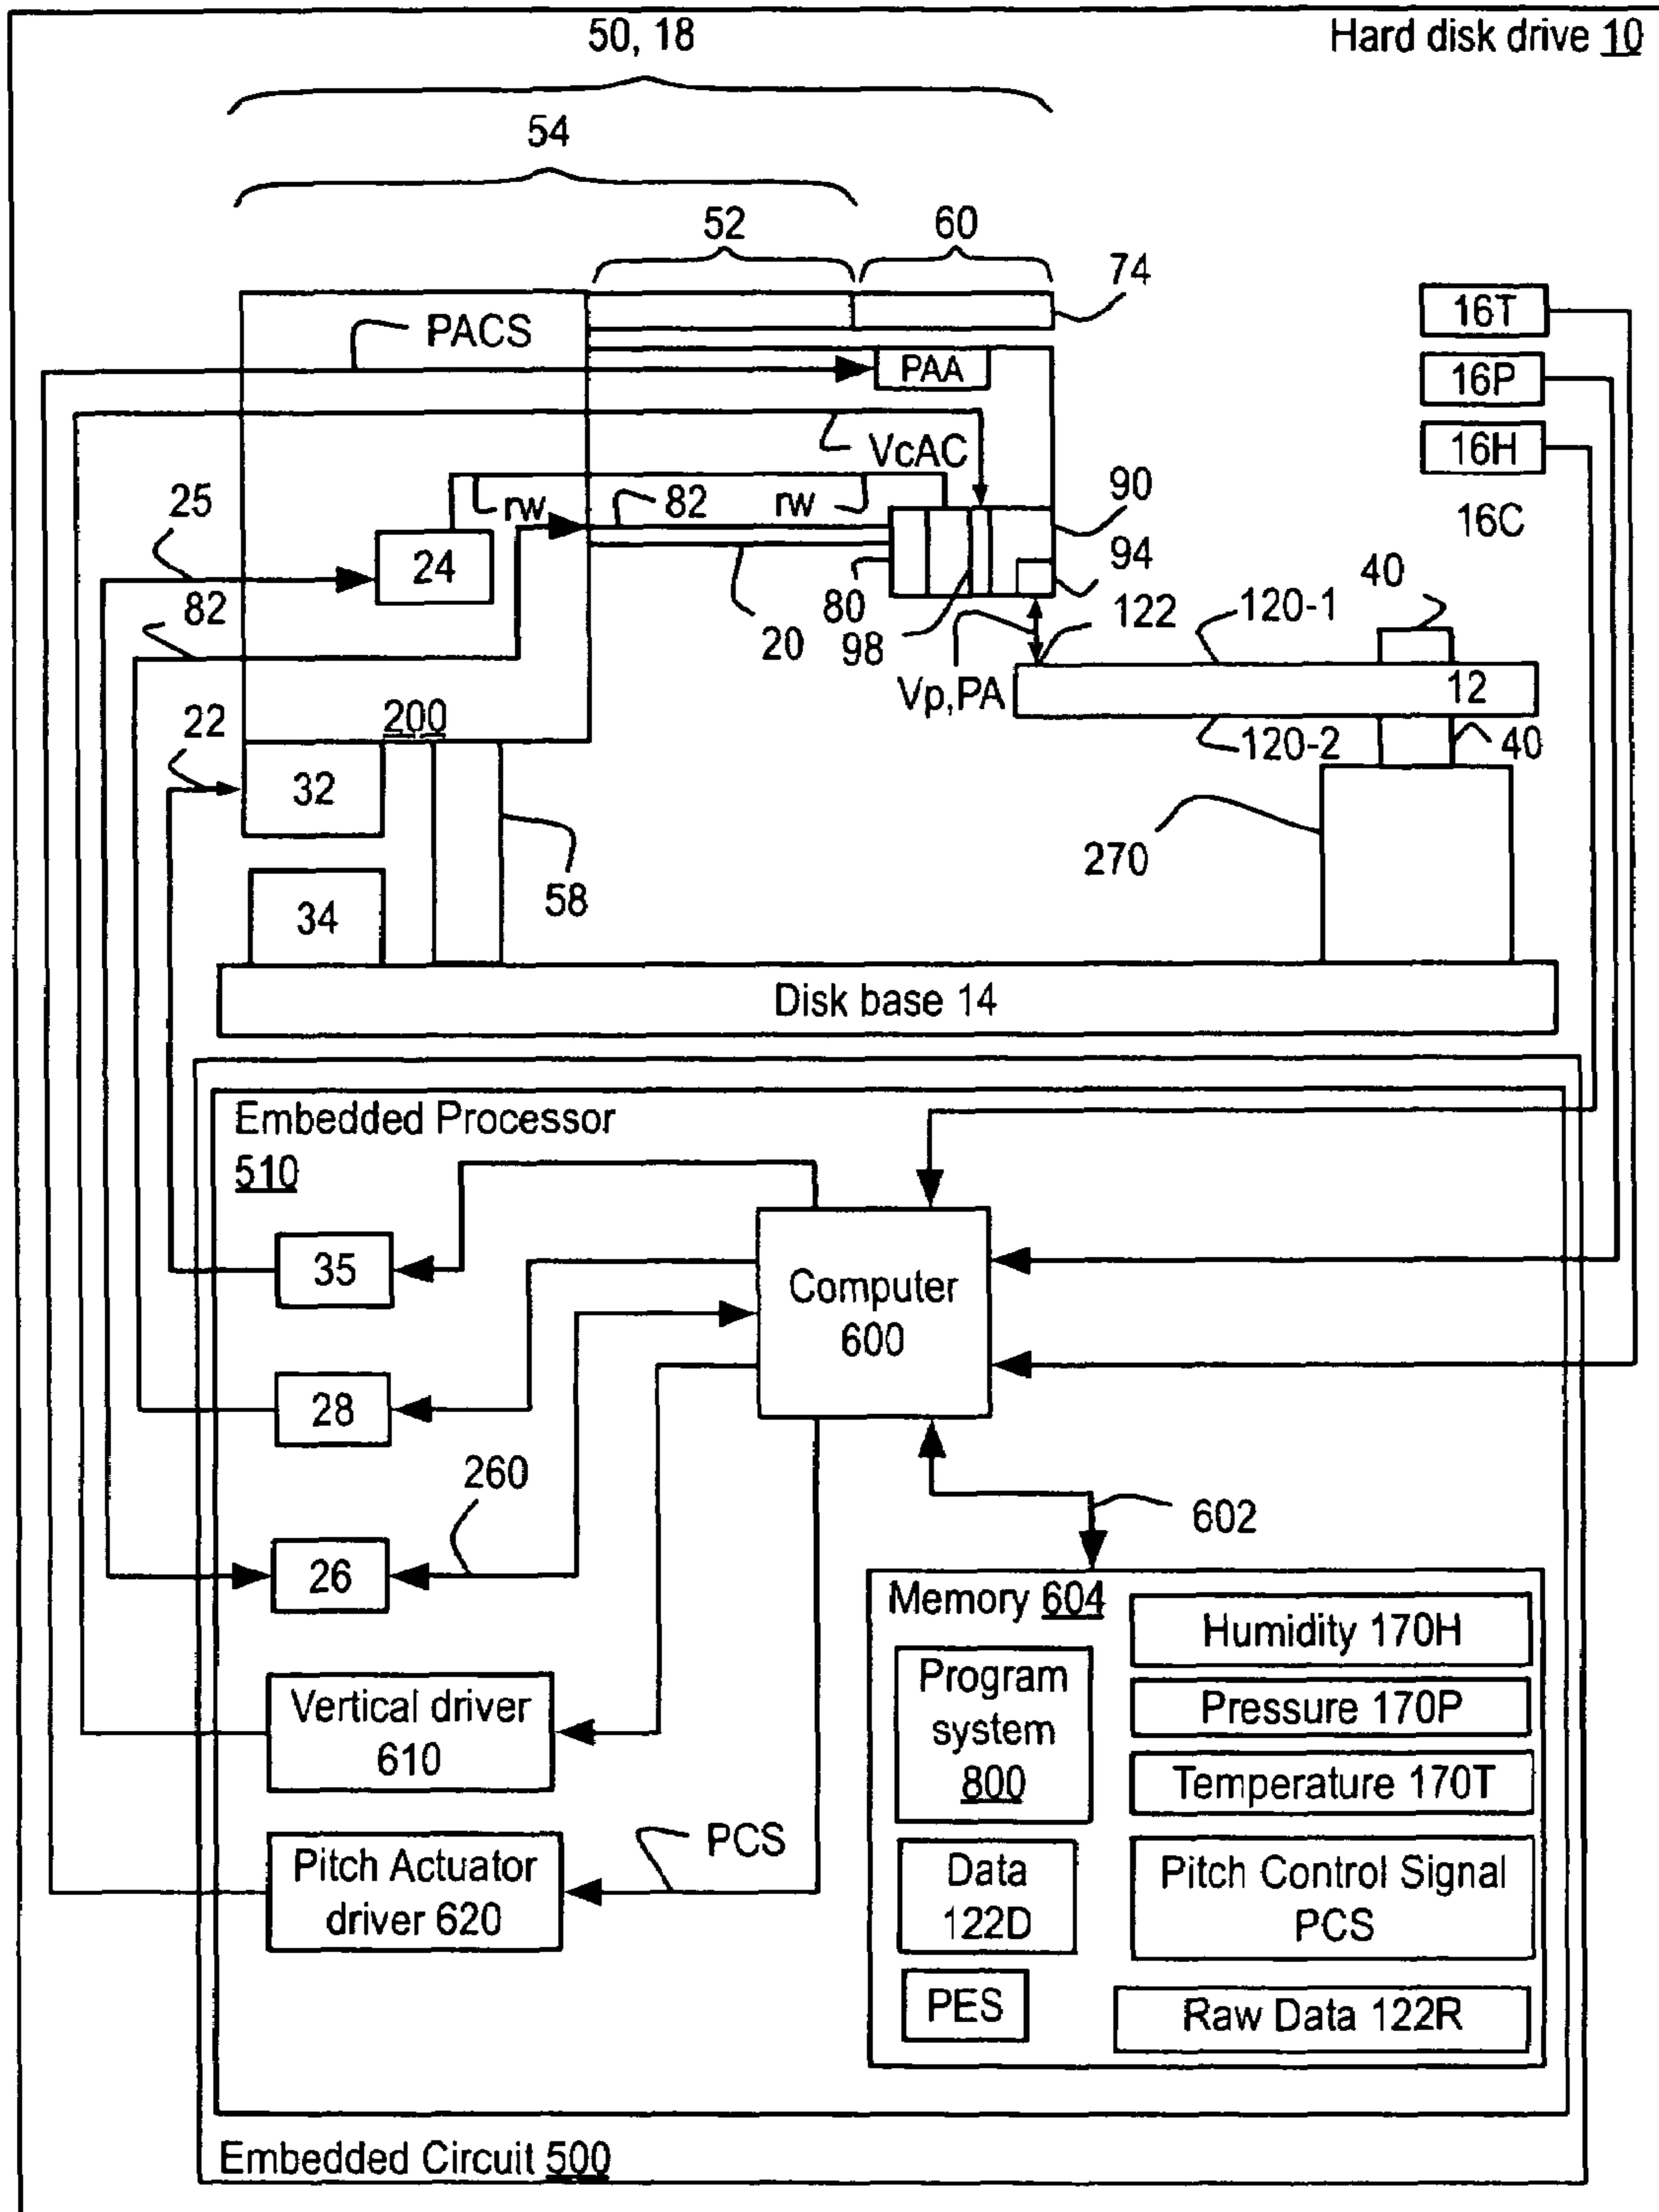 50, 18
Hard disk drive 10
54
52
60
74
16T
PACS
PAA
16P
VcAC
16H
25
rw
82
rw
90
16C
24
94
40
82
80
122
120-1
20
98
12
Vp,PA
22
200
120-2
40
32
270
58
34
Disk base 14
Embedded Processor
510
35
Computer
600
28
260
602
26
Memory 604
Humidity 170H
Program
system
800
Pressure 170P
Vertical driver
610
Temperature 170T
PCS
Pitch Actuator
driver 620
Data
122D
Pitch Control Signal
PCS
PES
Raw Data 122R
Embedded Circuit 500